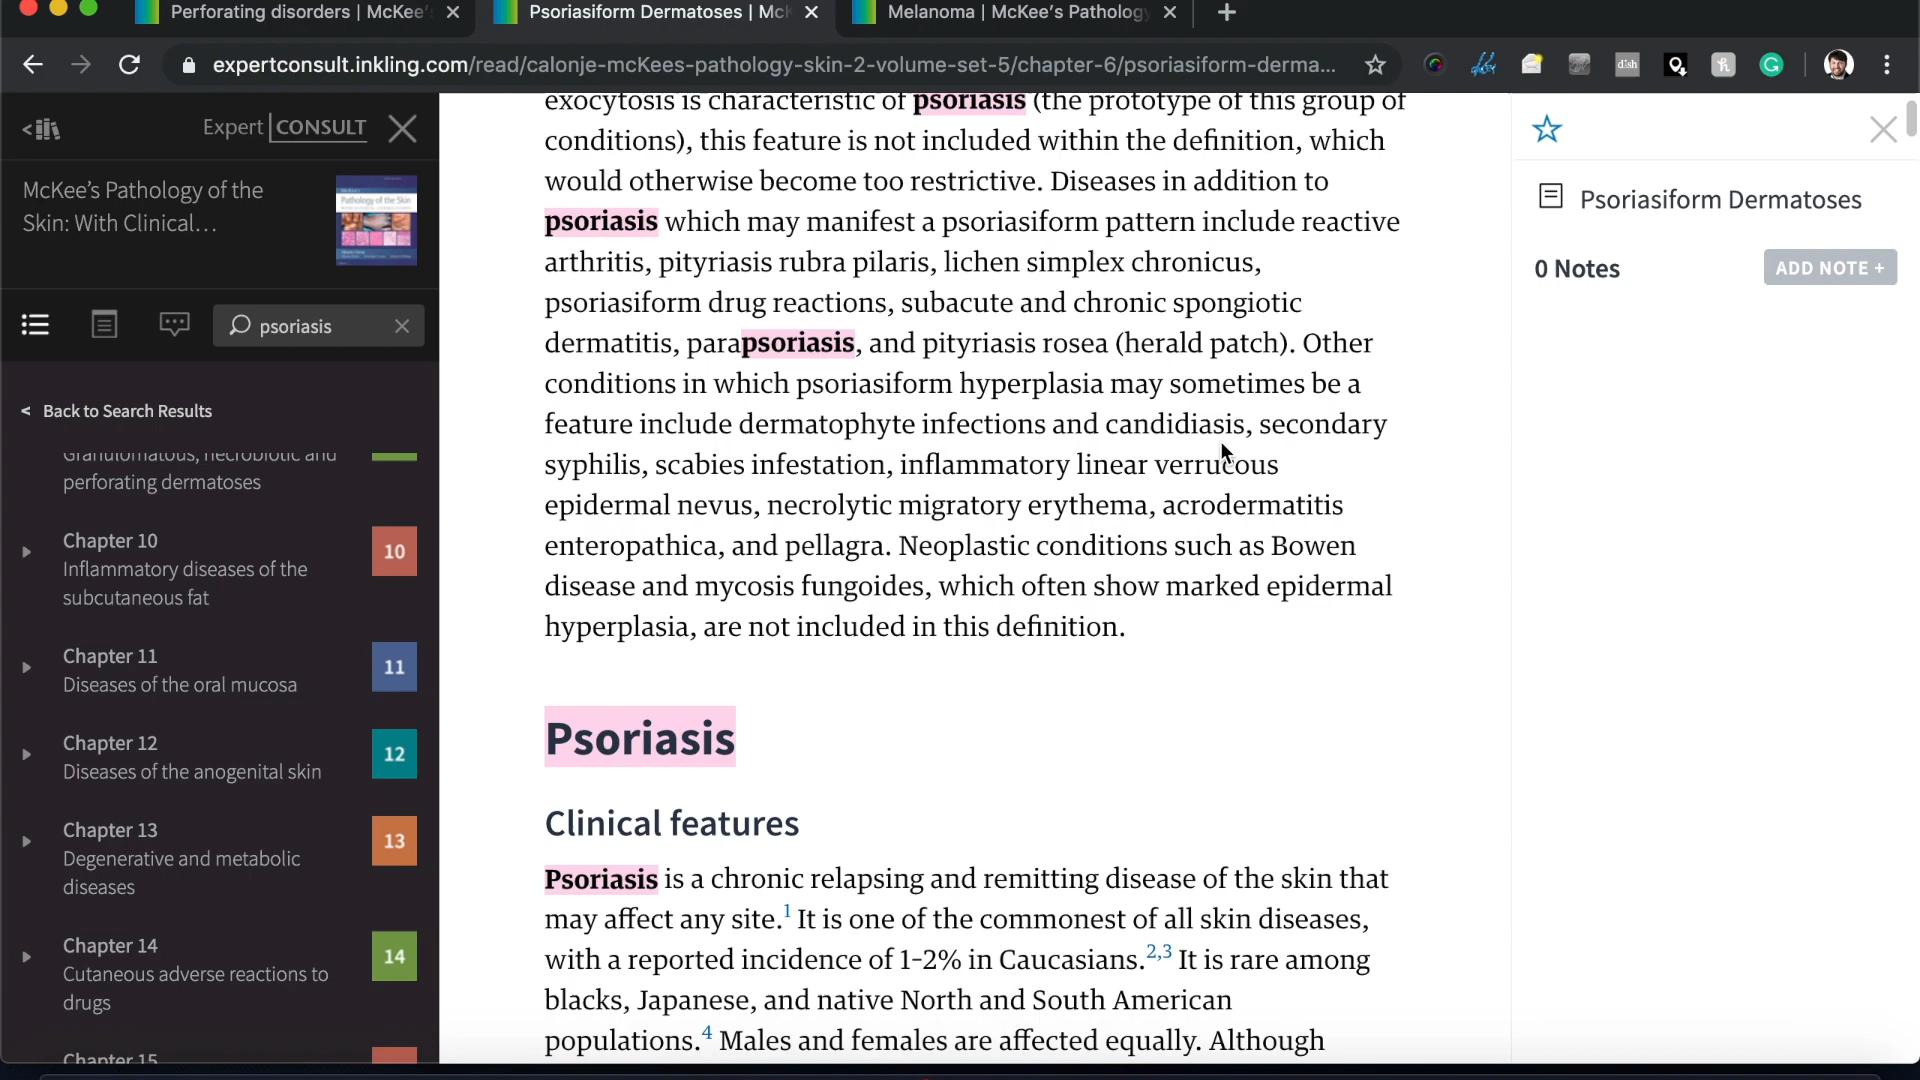 Perforating disorders | McKee's
Psoriasiform Dermatoses | McK
Melanoma | McKee's Pathology
expertconsult.inkling.com/read/calonje-mcKees-pathology-skin-2-volume-set-5/chapter-6/psoriasiform-derma...
dish
Expert CONSULT
McKee's Pathology of the
Skin: With Clinical...
Pathology of the Skin
psoriasis
< Back to Search Results
Granulomatous, necrobiotic and
perforating dermatoses
Chapter 10
10
Inflammatory diseases of the
subcutaneous fat
Chapter 11
11
Diseases of the oral mucosa
Chapter 12
12
Diseases of the anogenital skin
Chapter 13
13
Degenerative and metabolic
diseases
Chapter 14
14
Cutaneous adverse reactions to
drugs
Chapter 15
exocytosis is characteristic of psoriasis (the prototype of this group of
conditions), this feature is not included within the definition, which
would otherwise become too restrictive. Diseases in addition to
psoriasis which may manifest a psoriasiform pattern include reactive
arthritis, pityriasis rubra pilaris, lichen simplex chronicus,
psoriasiform drug reactions, subacute and chronic spongiotic
dermatitis, parapsoriasis, and pityriasis rosea (herald patch). Other
conditions in which psoriasiform hyperplasia may sometimes be a
feature include dermatophyte infections and candidiasis, secondary
syphilis, scabies infestation, inflammatory linear verrucous
epidermal nevus, necrolytic migratory erythema, acrodermatitis
enteropathica, and pellagra. Neoplastic conditions such as Bowen
disease and mycosis fungoides, which often show marked epidermal
hyperplasia, are not included in this definition.
Psoriasis
Clinical features
Psoriasis is a chronic relapsing and remitting disease of the skin that
may affect any site.1 It is one of the commonest of all skin diseases,
with a reported incidence of 1–2% in Caucasians.2,3 It is rare among
blacks, Japanese, and native North and South American
populations.4 Males and females are affected equally. Although
Psoriasiform Dermatoses
0 Notes
ADD NOTE +